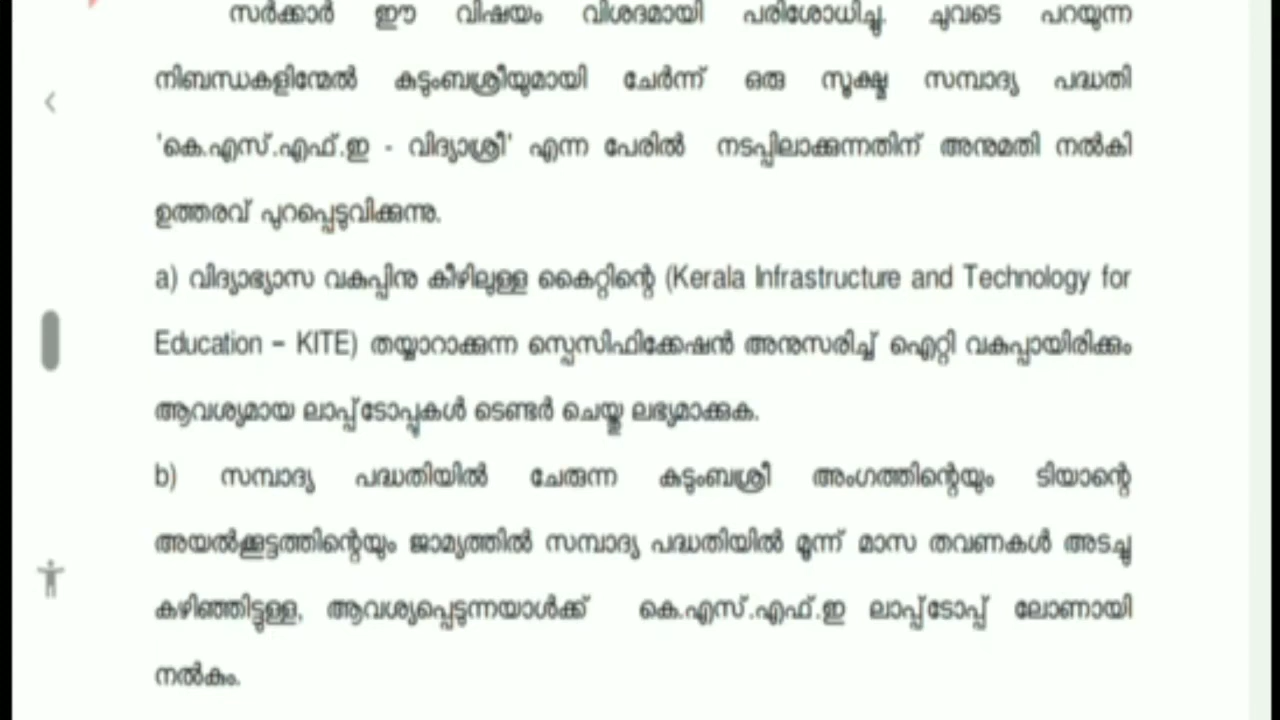 സർക്കാർ ഈ വിഷയം വിശദമായി പരിശോധിച്ചു. ചുവടെ പറയുന്ന
നിബന്ധകളിന്മേൽ കുടുംബശ്രീയുമായി ചേർന്ന് ഒരു സൂക്ഷ്മ സമ്പാദ്യ പദ്ധതി
'കെ.എസ്.എഫ്.ഇ - വിദ്യാശ്രീ' എന്ന പേരിൽ നടപ്പിലാക്കുന്നതിന് അനുമതി നൽകി
ഉത്തരവ് പുറപ്പെടുവിക്കുന്നു.
a) വിദ്യാഭ്യാസ വകുപ്പിനു കീഴിലുള്ള കൈറ്റിന്റെ (Kerala Infrastructure and Technology for
Education – KITE) തയ്യാറാക്കുന്ന സ്പെസിഫിക്കേഷൻ അനുസരിച്ച് ഐറ്റി വകുപ്പായിരിക്കും
ആവശ്യമായ ലാപ്പ്ടോപ്പുകൾ ടെണ്ടർ ചെയ്തു ലഭ്യമാക്കുക.
b) സമ്പാദ്യ പദ്ധതിയിൽ ചേരുന്ന കുടുംബശ്രീ അംഗത്തിന്റെയും ടിയാന്റെ
അയൽക്കൂട്ടത്തിന്റെയും ജാമ്യത്തിൽ സമ്പാദ്യ പദ്ധതിയിൽ മൂന്ന് മാസ തവണകൾ അടച്ചു
കഴിഞ്ഞിട്ടുള്ള, ആവശ്യപ്പെടുന്നയാൾക്ക് കെ.എസ്.എഫ്.ഇ ലാപ്പ്ടോപ്പ് ലോണായി
നൽകും.